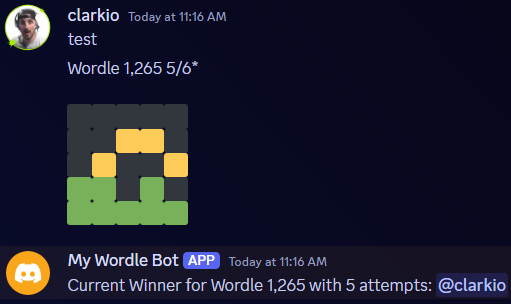 clarkio Today at 11:16 AM
test
Wordle 1,265 5/6*
My Wordle Bot APP Today at 11:16 AM
Current Winner for Wordle 1,265 with 5 attempts: @clarkio